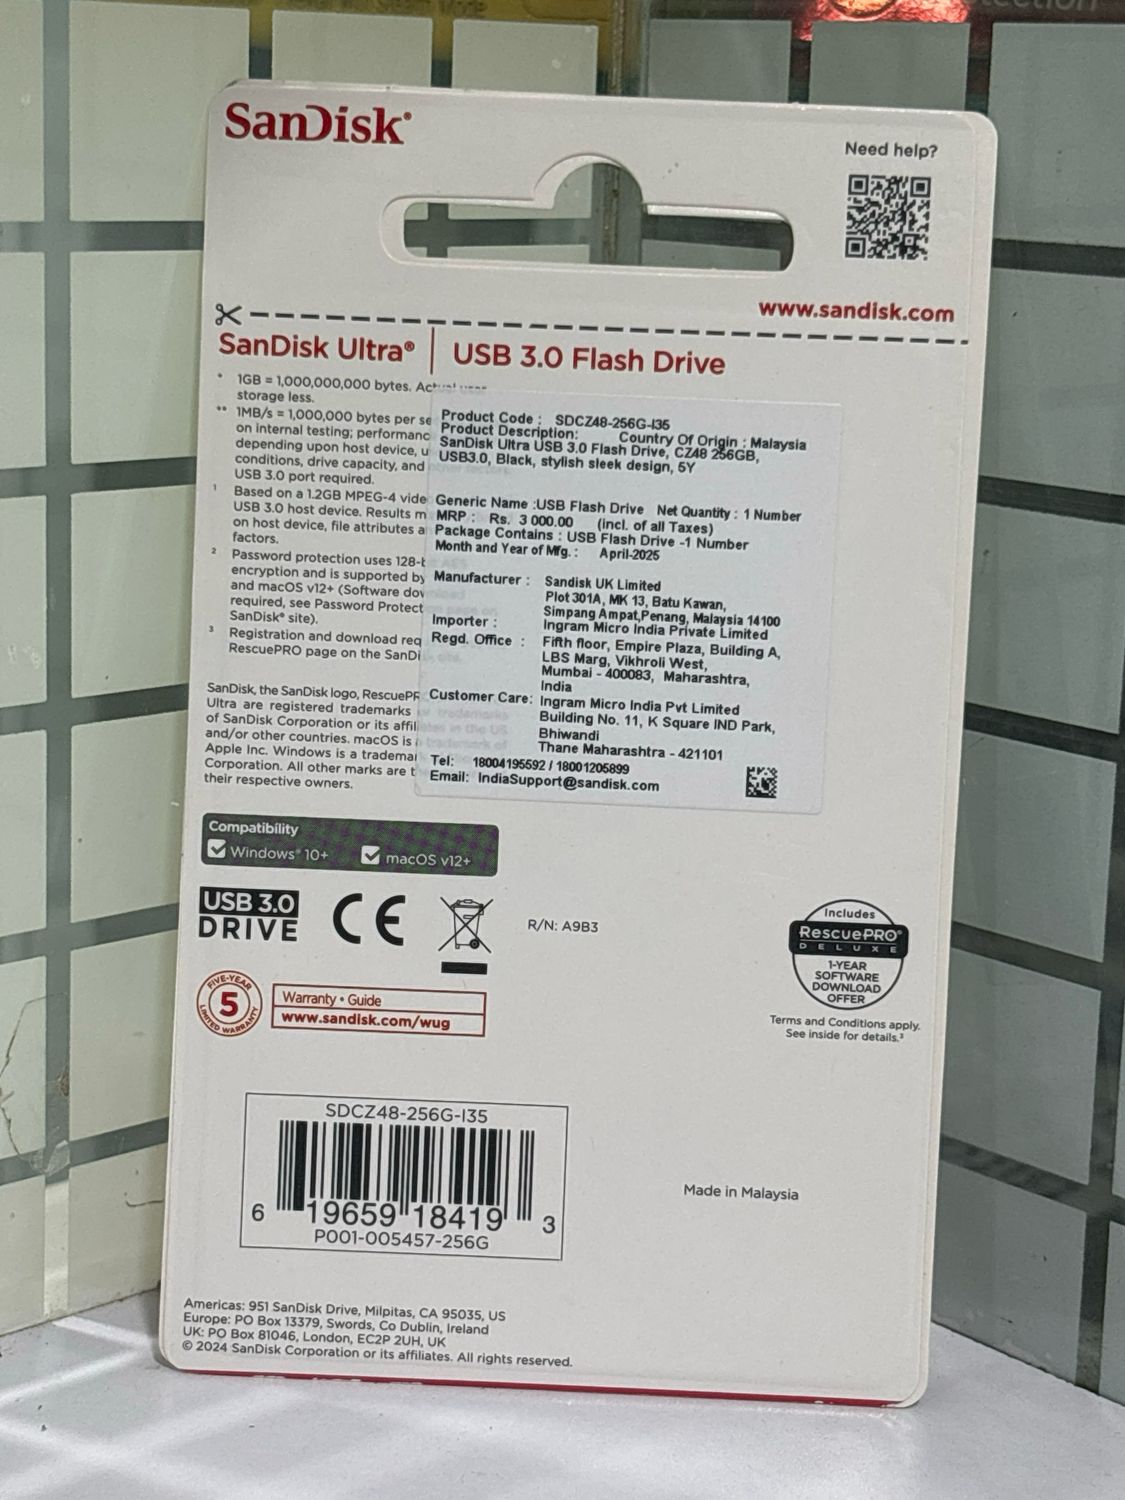 SanDisk®
Need help?
www.sandisk.com
SanDisk Ultra® | USB 3.0 Flash Drive
* 1GB = 1,000,000,000 bytes. Actual user
storage less.
** 1MB/s = 1,000,000 bytes per se
on internal testing; performanc
depending upon host device, u
conditions, drive capacity, and other factors.
USB 3.0 port required.
1 Based on a 1.2GB MPEG-4 vide
USB 3.0 host device. Results m
on host device, file attributes a
factors.
2 Password protection uses 128-bit AES
encryption and is supported by
and macOS v12+ (Software download
required, see Password Protect
SanDisk® site).
3 Registration and download req
RescuePRO page on the SanDi
SanDisk, the SanDisk logo, RescuePR
Ultra are registered trademarks or trademarks
of SanDisk Corporation or its affiliates in the US
and/or other countries. macOS is a trademark of
Apple Inc. Windows is a trademar
Corporation. All other marks are t
their respective owners.
Product Code : SDCZ48-256G-I35
Product Description: Country Of Origin : Malaysia
SanDisk Ultra USB 3.0 Flash Drive, CZ48 256GB,
USB3.0, Black, stylish sleek design, 5Y
Generic Name :USB Flash Drive Net Quantity : 1 Number
MRP : Rs. 3 000.00 (incl. of all Taxes)
Package Contains : USB Flash Drive -1 Number
Month and Year of Mfg. : April-2025
Manufacturer : Sandisk UK Limited
Plot 301A, MK 13, Batu Kawan,
Simpang Ampat,Penang, Malaysia 14100
Importer : Ingram Micro India Private Limited
Regd. Office : Fifth floor, Empire Plaza, Building A,
LBS Marg, Vikhroli West,
Mumbai - 400083, Maharashtra,
India
Customer Care: Ingram Micro India Pvt Limited
Building No. 11, K Square IND Park,
Bhiwandi
Thane Maharashtra - 421101
Tel: 18004195592 / 18001205899
Email: IndiaSupport@sandisk.com
Compatibility
Windows® 10+ macOS v12+
USB 3.0
DRIVE
CE
R/N: A9B3
Includes
RescuePRO®
DELUXE
1-YEAR
SOFTWARE
DOWNLOAD
OFFER
Terms and Conditions apply.
See inside for details.³
FIVE-YEAR
5
LIMITED WARRANTY
Warranty • Guide
www.sandisk.com/wug
SDCZ48-256G-I35
6 19659 18419 3
P001-005457-256G
Made in Malaysia
Americas: 951 SanDisk Drive, Milpitas, CA 95035, US
Europe: PO Box 13379, Swords, Co Dublin, Ireland
UK: PO Box 81046, London, EC2P 2UH, UK
© 2024 SanDisk Corporation or its affiliates. All rights reserved.